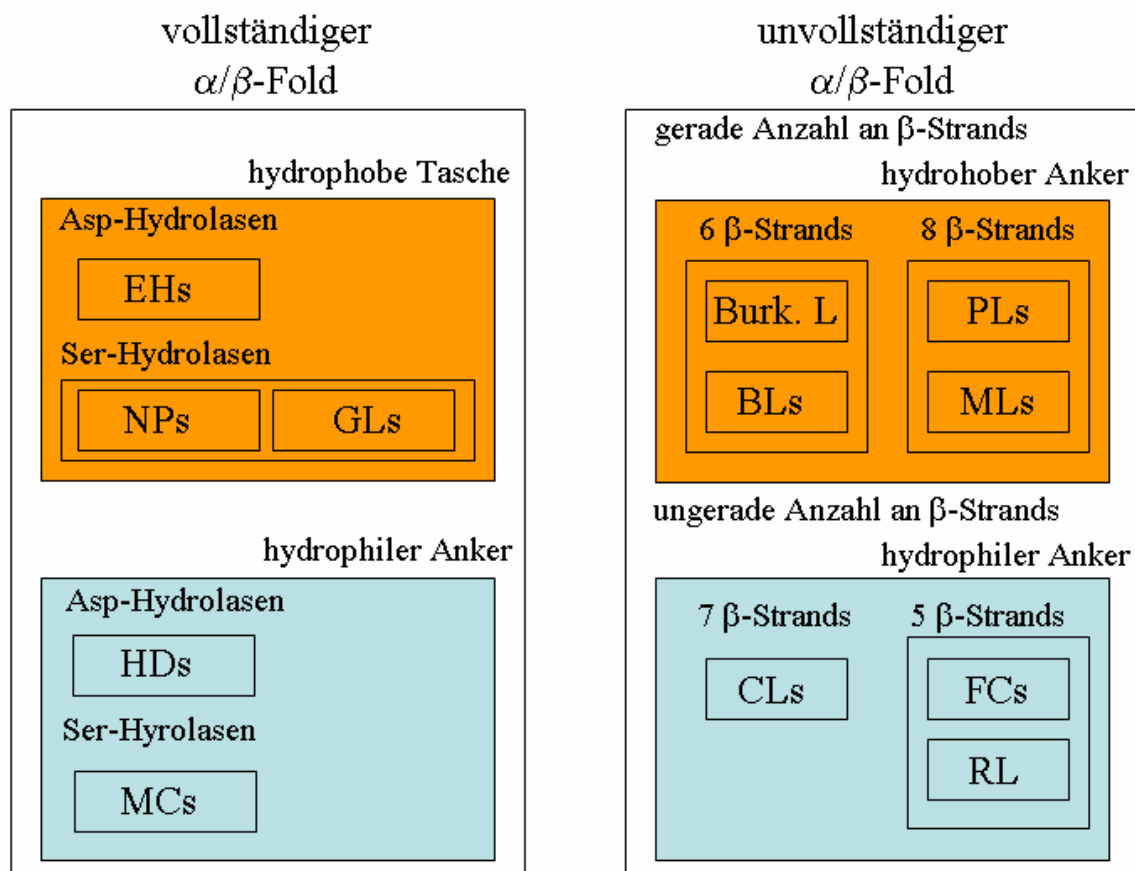 vollständiger
α/β-Fold
hydrophobe Tasche
Asp-Hydrolasen
EHs
Ser-Hydrolasen
NPs GLs
hydrophiler Anker
Asp-Hydrolasen
HDs
Ser-Hyrolasen
MCs
unvollständiger
α/β-Fold
gerade Anzahl an β-Strands
hydrohober Anker
6 β-Strands 8 β-Strands
Burk. L PLs
BLs MLs
ungerade Anzahl an β-Strands
hydrophiler Anker
7 β-Strands 5 β-Strands
CLs FCs
RL